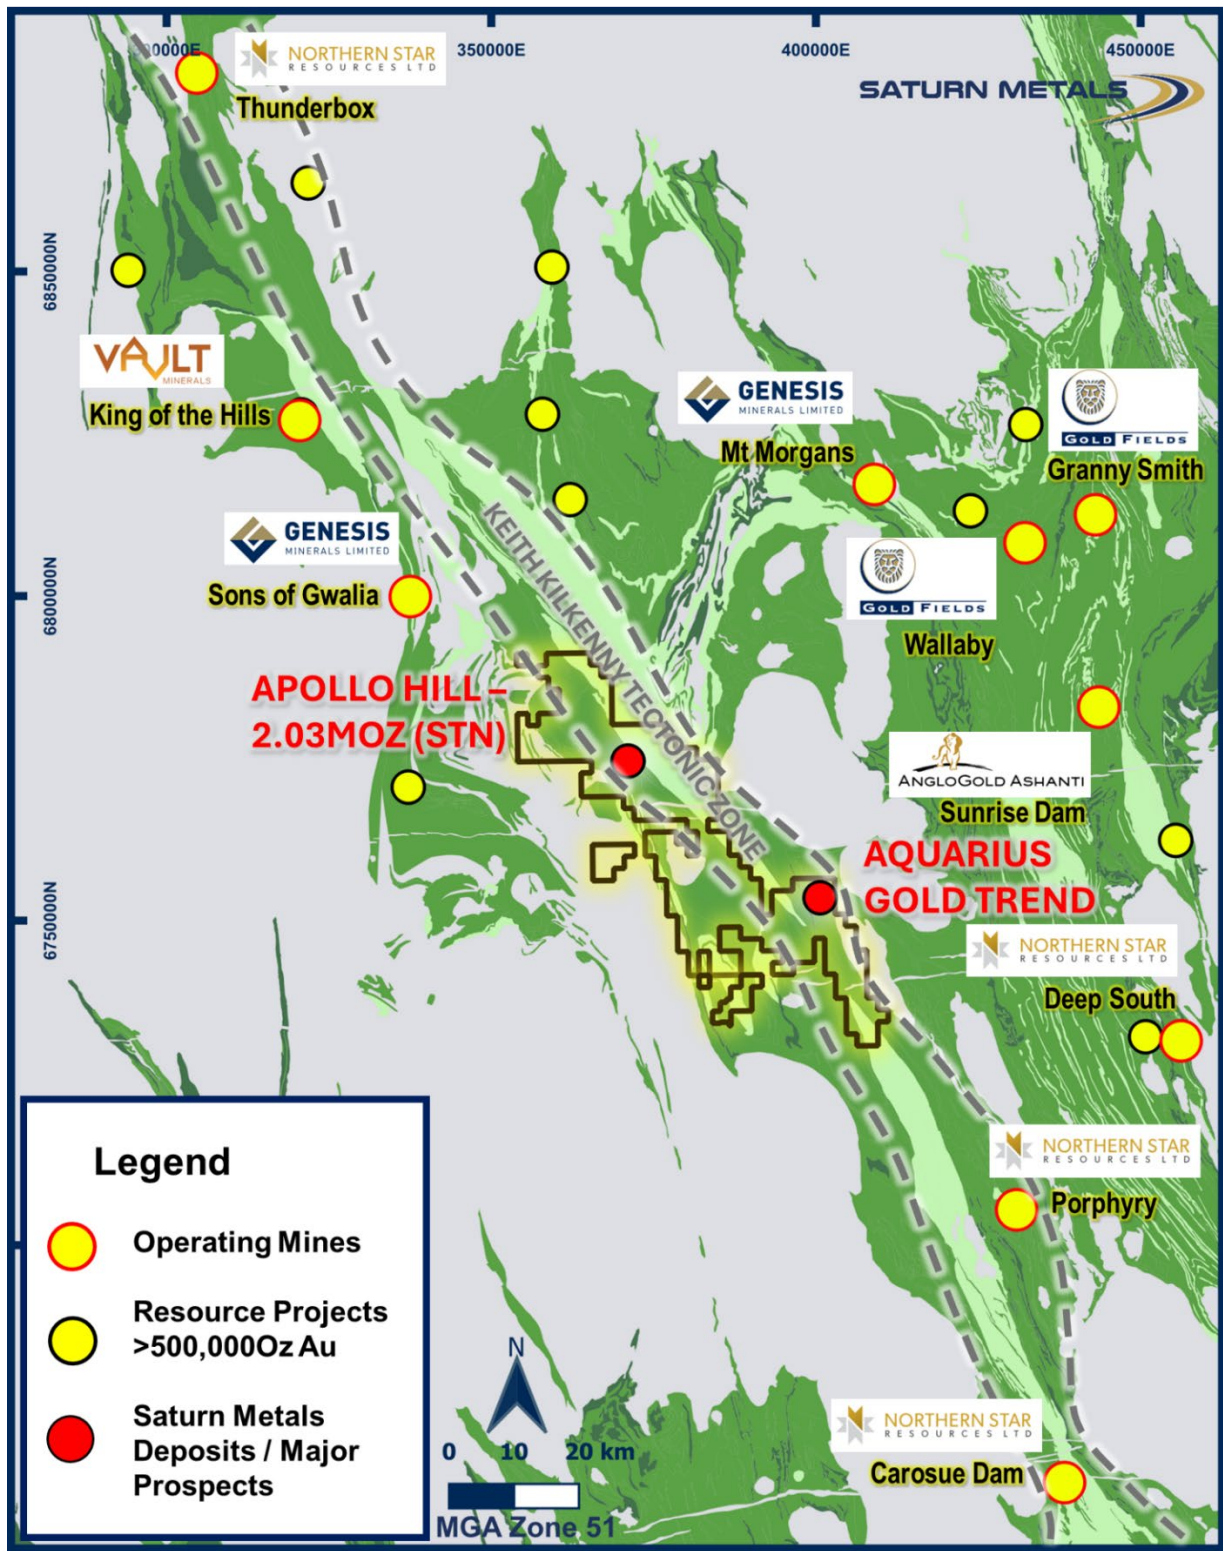 300000E
350000E
400000E
450000E
NORTHERN STAR
RESOURCES LTD
Thunderbox
SATURN METALS
6850000N
VAULT
MINERALS
King of the Hills
GENESIS
MINERALS LIMITED
Mt Morgans
GOLD FIELDS
Granny Smith
GENESIS
MINERALS LIMITED
Sons of Gwalia
6800000N
KEITH KILKENNY TECTONIC ZONE
GOLD FIELDS
Wallaby
APOLLO HILL –
2.03MOZ (STN)
ANGLOGOLD ASHANTI
Sunrise Dam
AQUARIUS
GOLD TREND
6750000N
NORTHERN STAR
RESOURCES LTD
Deep South
NORTHERN STAR
RESOURCES LTD
Porphyry
Legend
Operating Mines
Resource Projects
>500,000Oz Au
Saturn Metals
Deposits / Major
Prospects
N
0 10 20 km
MGA Zone 51
NORTHERN STAR
RESOURCES LTD
Carosue Dam